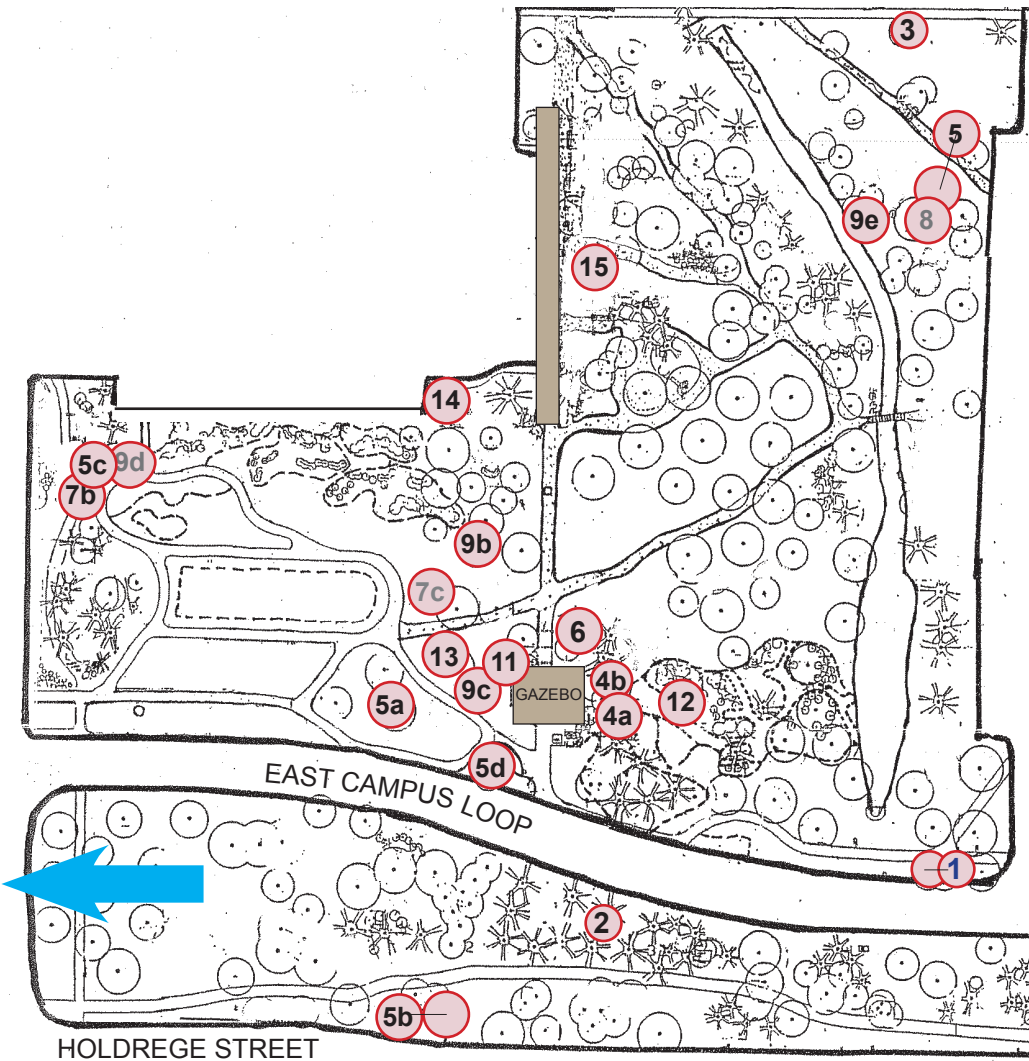 3
5
8
9e
15
14
5c
9d
7b
9b
7c
6
13
11
9c
4b
GAZEBO
12
5a
4a
5d
EAST CAMPUS LOOP
1
2
5b
HOLDREGE STREET